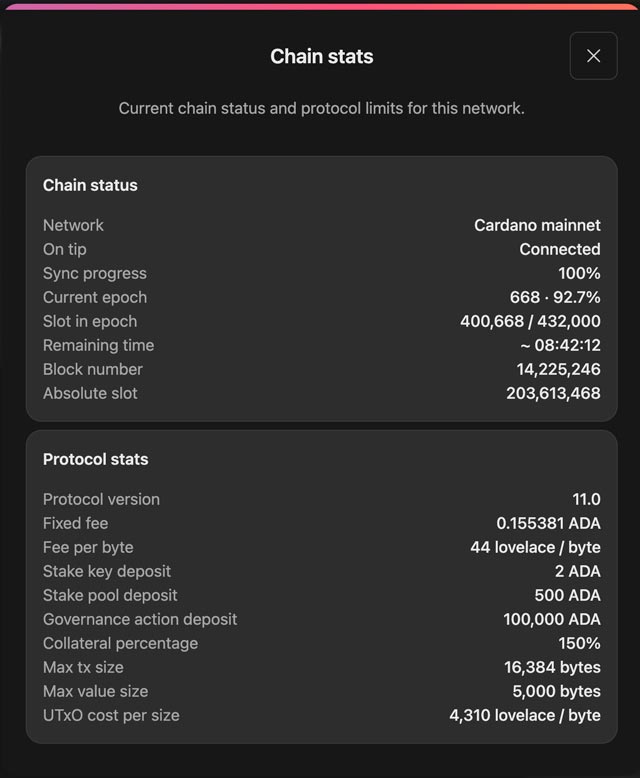 Chain stats
Current chain status and protocol limits for this network.
Chain status
Network Cardano mainnet
On tip Connected
Sync progress 100%
Current epoch 668 · 92.7%
Slot in epoch 400,668 / 432,000
Remaining time ~ 08:42:12
Block number 14,225,246
Absolute slot 203,613,468
Protocol stats
Protocol version 11.0
Fixed fee 0.155381 ADA
Fee per byte 44 lovelace / byte
Stake key deposit 2 ADA
Stake pool deposit 500 ADA
Governance action deposit 100,000 ADA
Collateral percentage 150%
Max tx size 16,384 bytes
Max value size 5,000 bytes
UTxO cost per size 4,310 lovelace / byte